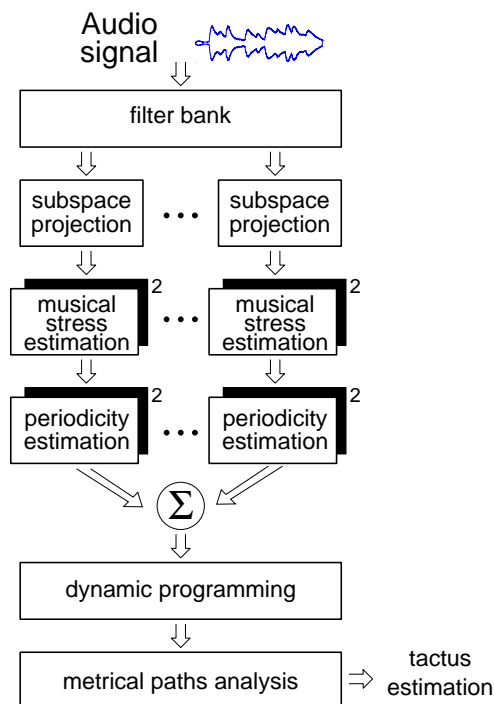 Audio
signal
filter bank
subspace
projection
• • •
subspace
projection
musical
stress
estimation
2
• • •
musical
stress
estimation
2
periodicity
estimation
2
• • •
periodicity
estimation
2
Σ
dynamic programming
metrical paths analysis
tactus
estimation